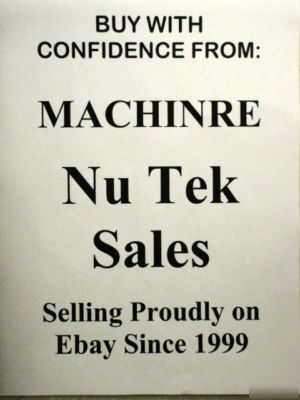 BUY WITH
CONFIDENCE FROM:
MACHINRE
Nu Tek
Sales
Selling Proudly on
Ebay Since 1999